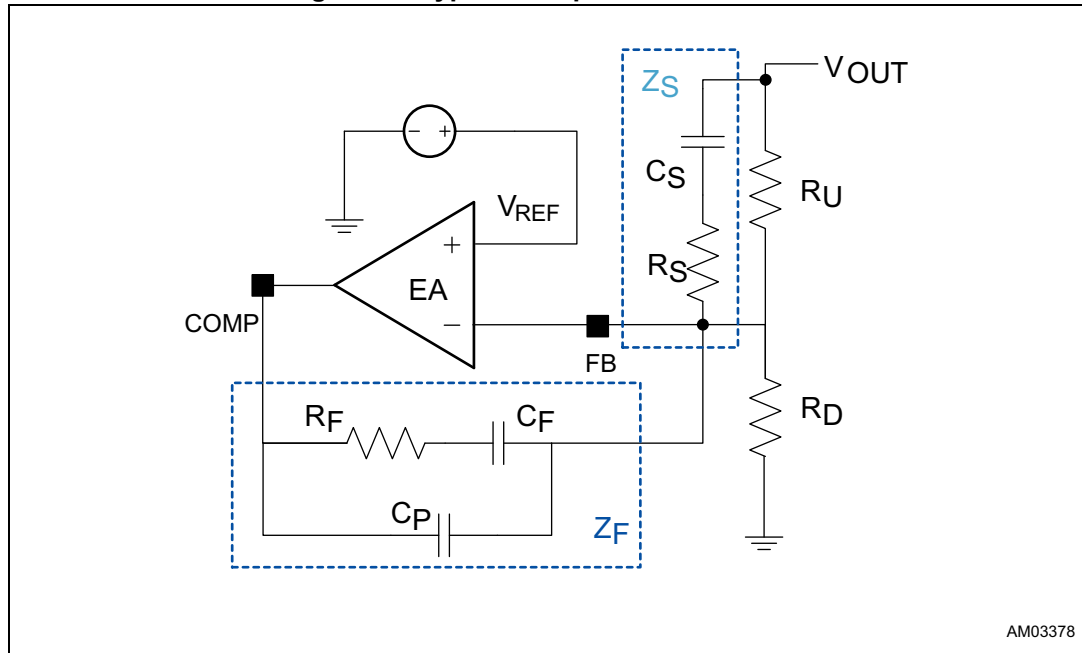 ZS
VOUT
- +
CS
RU
VREF
+
RS
EA
COMP
−
FB
RF
CF
RD
CP
ZF
AM03378